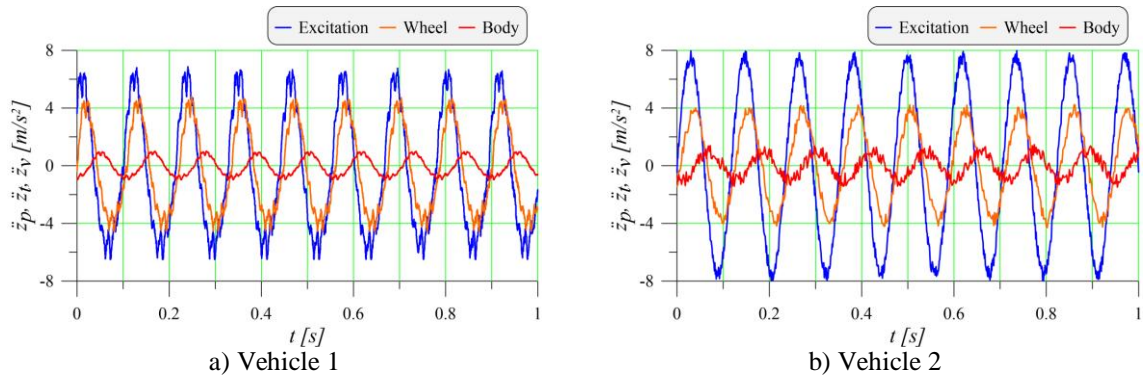 Excitation Wheel Body
8
4
0
-4
-8
z̈p, z̈t, z̈v [m/s²]
0 0.2 0.4 0.6 0.8 1
t [s]
a) Vehicle 1
Excitation Wheel Body
8
4
0
-4
-8
z̈p, z̈t, z̈v [m/s²]
0 0.2 0.4 0.6 0.8 1
t [s]
b) Vehicle 2